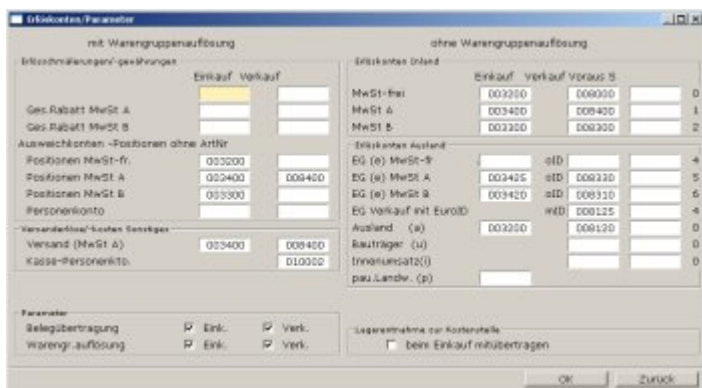 Erlöskonten/Parameter
mit Warengruppenauflösung
Erlösschmälerungen/-gewährungen
Einkauf Verkauf
Ges.Rabatt MwSt A
Ges.Rabatt MwSt B
Ausweichkonten -Positionen ohne ArtNr
Positionen MwSt-fr. 003200
Positionen MwSt A 003400 008400
Positionen MwSt B 003300
Personenkonto
Versanderlöse/-kosten Sonstiges
Versand (MwSt A) 003400 008400
Kasse-Personenkto. 010002
Parameter
Belegübertragung Eink. Verk.
Warengr.auflösung Eink. Verk.
ohne Warengruppenauflösung
Erlöskonten Inland
Einkauf Verkauf Voraus S
MwSt-frei 003200 008000 0
MwSt A 003400 008400 1
MwSt B 003300 008300 2
Erlöskonten Ausland
EG (e) MwSt-fr oID 4
EG (e) MwSt A 003425 oID 008330 5
EG (e) MwSt B 003420 oID 008310 6
EG Verkauf mit EuroID mID 008125 4
Ausland (a) 003200 008120 0
Bauträger (u) 0
Innenumsatz(i) 0
pau.Landw. (p)
Lagerentnahme zur Kostenstelle
beim Einkauf mitübertragen
OK Zurück